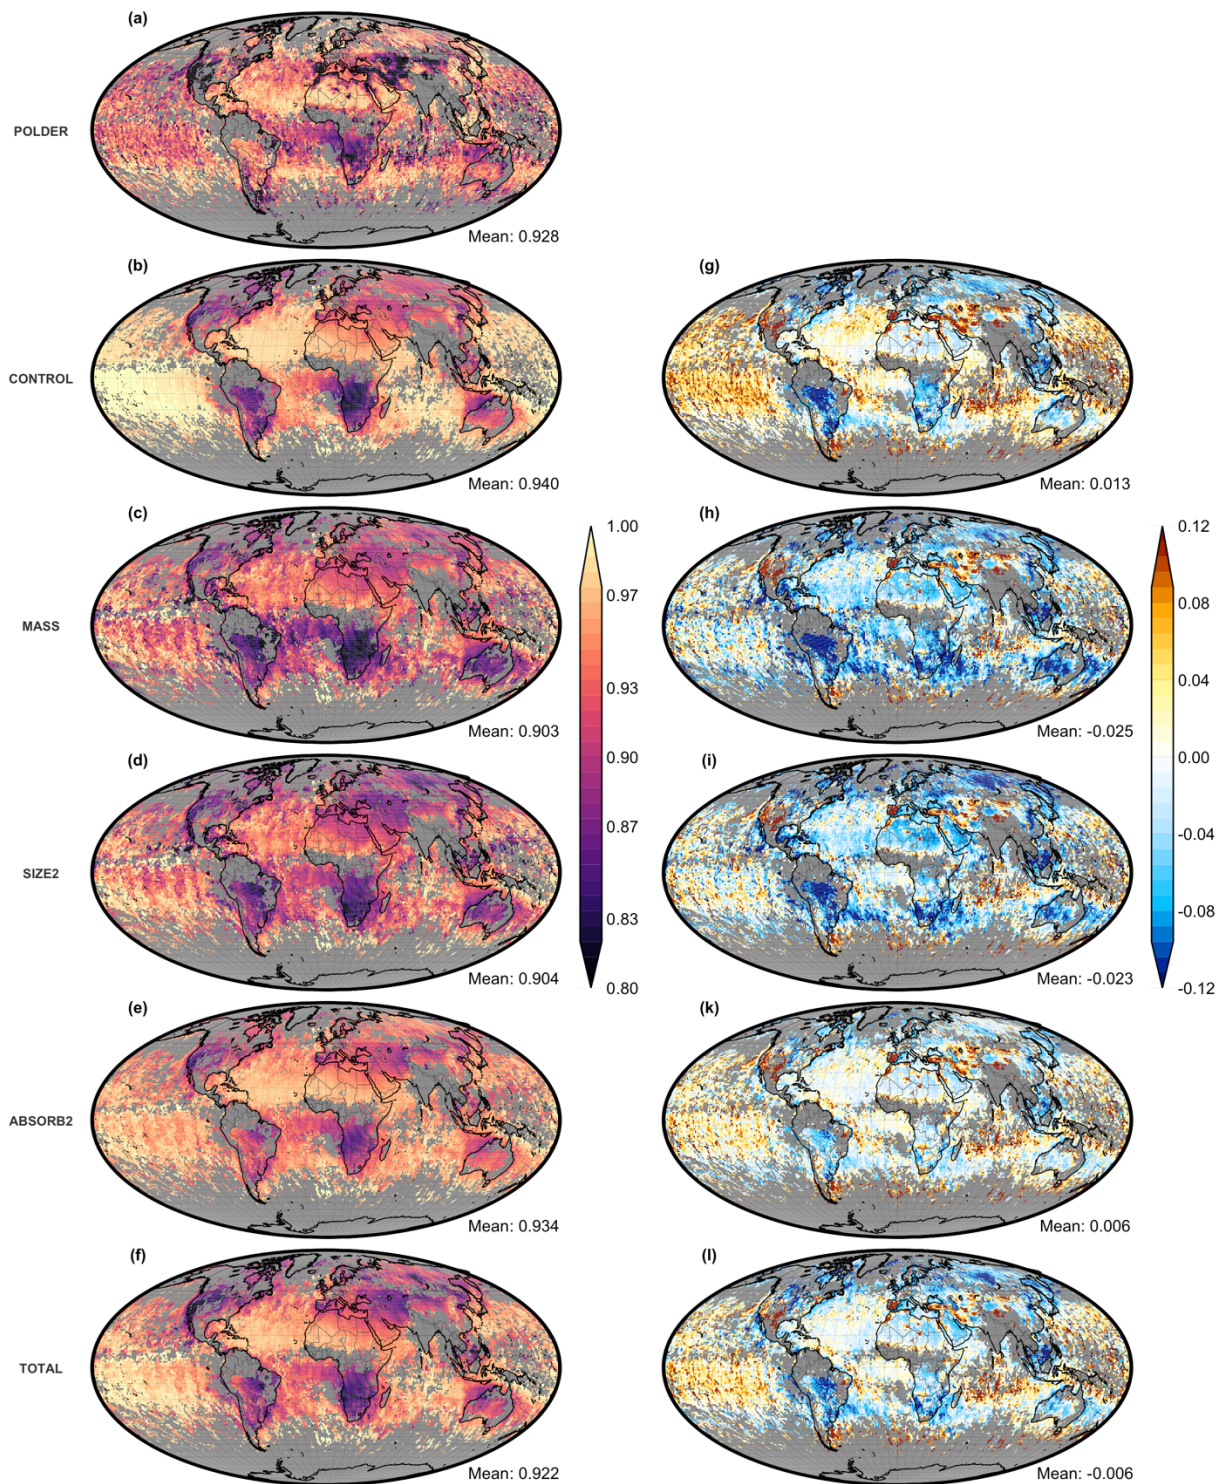 (a)
POLDER
Mean: 0.928
(b)
(g)
CONTROL
Mean: 0.940
Mean: 0.013
(c)
(h)
MASS
Mean: 0.903
Mean: -0.025
1.00
0.97
0.93
0.90
0.87
0.83
0.80
0.12
0.08
0.04
0.00
-0.04
-0.08
-0.12
(d)
(i)
SIZE2
Mean: 0.904
Mean: -0.023
(e)
(k)
ABSORB2
Mean: 0.934
Mean: 0.006
(f)
(l)
TOTAL
Mean: 0.922
Mean: -0.006